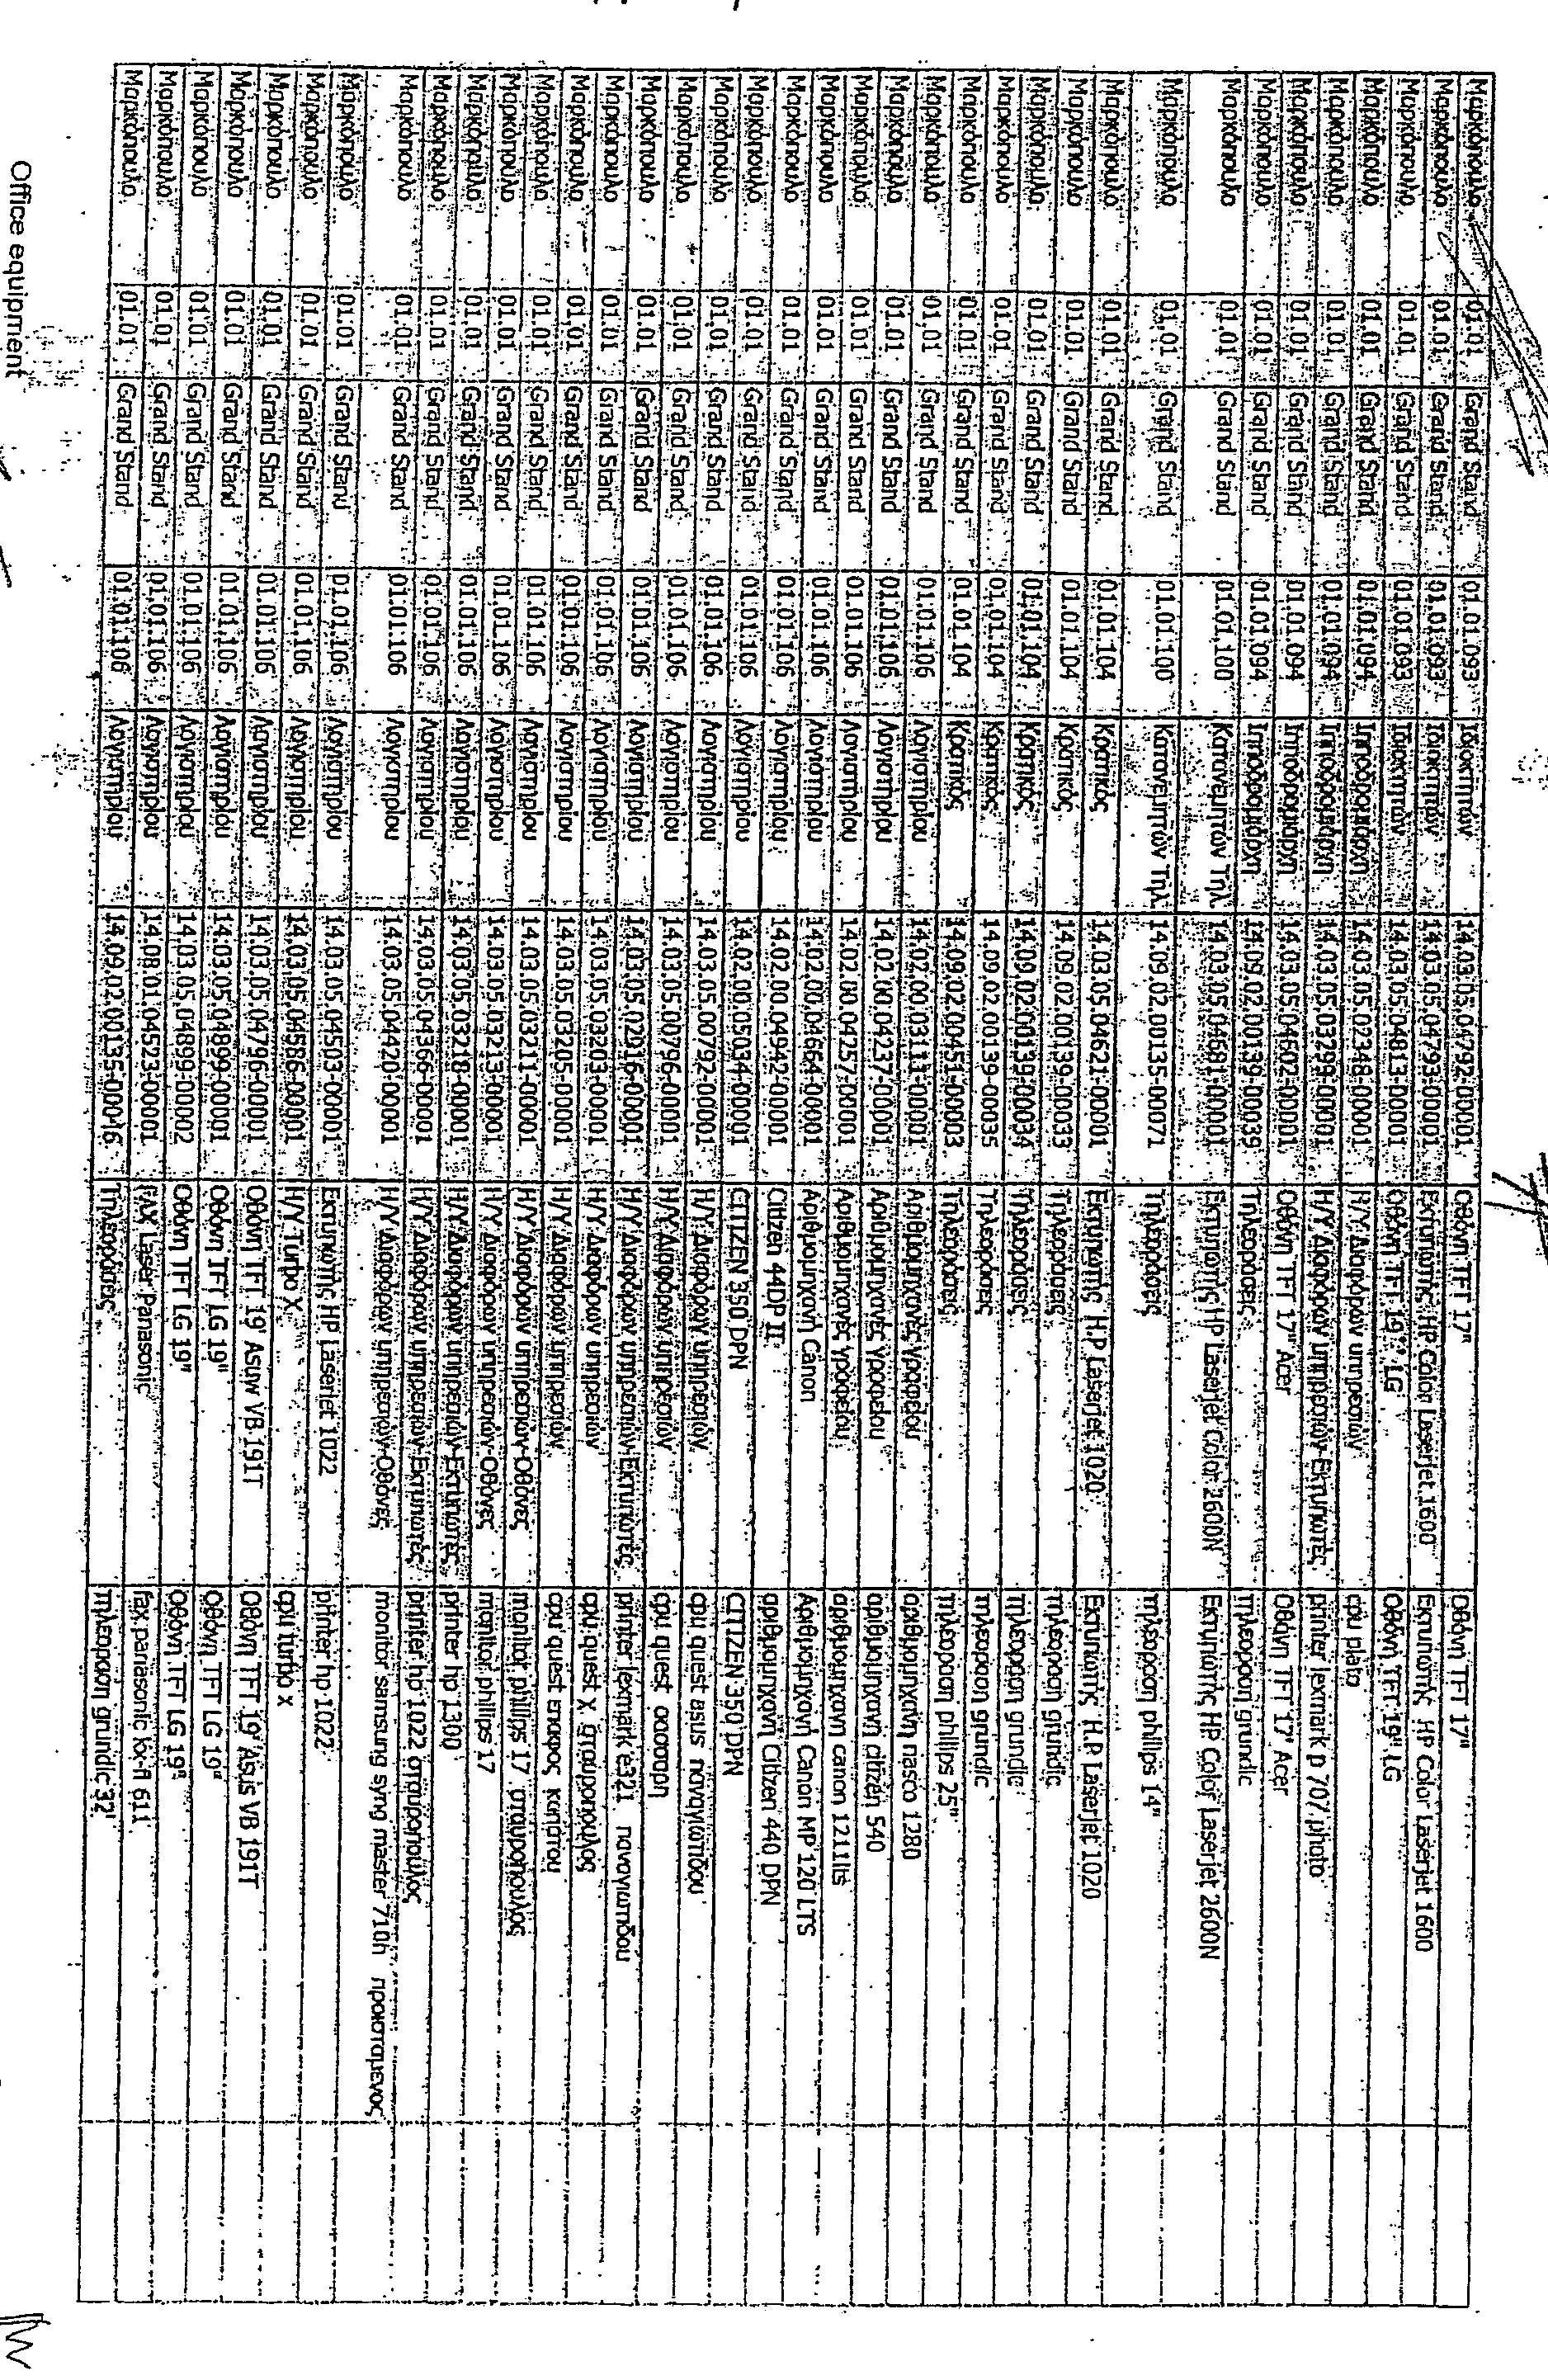 Μαρκόπουλο 01.01 Grand Stand 01.01.093 Ιδιοκτητών 14.03.05.04792-00001 Οθόνη TFT 17" Οθόνη TFT 17"
Μαρκόπουλο 01.01 Grand Stand 01.01.093 Ιδιοκτητών 14.03.05.04793-00001 Εκτυπωτής HP Color Laserjet 1600 Εκτυπωτής HP Color Laserjet 1600
Μαρκόπουλο 01.01 Grand Stand 01.01.093 Ιδιοκτητών 14.03.05.04813-00001 Οθόνη TFT 19" LG Οθόνη TFT 19" LG
Μαρκόπουλο 01.01 Grand Stand 01.01.094 Ιπποδρομιάρχη 14.03.05.02348-00001 Η/Υ Διαφόρων υπηρεσιών cpu plato
Μαρκόπουλο 01.01 Grand Stand 01.01.094 Ιπποδρομιάρχη 14.03.05.03299-00001 Η/Υ Διαφόρων υπηρεσιών-Εκτυπωτές printer lexmark p 707 photo
Μαρκόπουλο 01.01 Grand Stand 01.01.094 Ιπποδρομιάρχη 14.03.05.04602-00001 Οθόνη TFT 17" Acer Οθόνη TFT 17" Acer
Μαρκόπουλο 01.01 Grand Stand 01.01.094 Ιπποδρομιάρχη 14.09.02.00139-00039 Τηλεοράσεις τηλεοραση grundic
Μαρκόπουλο 01.01 Grand Stand 01.01.100 Κατανεμητών Τηλ. 14.03.05.04681-00001 Εκτυπωτής HP Laserjet Color 2600N Εκτυπωτής HP Color Laserjet 2600N
Μαρκόπουλο 01.01 Grand Stand 01.01.100 Κατανεμητών Τηλ. 14.09.02.00135-00071 Τηλεοράσεις τηλεοραση philips 14"
Μαρκόπουλο 01.01 Grand Stand 01.01.104 Κρατικός 14.03.05.04621-00001 Εκτυπωτής H.P Laserjet 1020 Εκτυπωτής H.P Laserjet 1020
Μαρκόπουλο 01.01 Grand Stand 01.01.104 Κρατικός 14.09.02.00139-00033 Τηλεοράσεις τηλεοραση grundic
Μαρκόπουλο 01.01 Grand Stand 01.01.104 Κρατικός 14.09.02.00139-00034 Τηλεοράσεις τηλεοραση grundic
Μαρκόπουλο 01.01 Grand Stand 01.01.104 Κρατικός 14.09.02.00139-00035 Τηλεοράσεις τηλεοραση grundic
Μαρκόπουλο 01.01 Grand Stand 01.01.104 Κρατικός 14.09.02.00451-00003 Τηλεοράσεις τηλεοραση philips 25"
Μαρκόπουλο 01.01 Grand Stand 01.01.106 Λογιστηρίου 14.02.00.03111-00001 Αριθμομηχανές γραφείου αριθμομηχανη nasco 1280
Μαρκόπουλο 01.01 Grand Stand 01.01.106 Λογιστηρίου 14.02.00.04237-00001 Αριθμομηχανές γραφείου αριθμομηχανη citizen 540
Μαρκόπουλο 01.01 Grand Stand 01.01.106 Λογιστηρίου 14.02.00.04257-00001 Αριθμομηχανές γραφείου αριθμομηχανη canon 1211lts
Μαρκόπουλο 01.01 Grand Stand 01.01.106 Λογιστηρίου 14.02.00.04664-00001 Αριθμομηχανή Canon Αριθμομηχανή Canon MP 120 LTS
Μαρκόπουλο 01.01 Grand Stand 01.01.106 Λογιστηρίου 14.02.00.04942-00001 Citizen 44DP II αριθμομηχανή Citizen 440 DPN
Μαρκόπουλο 01.01 Grand Stand 01.01.106 Λογιστηρίου 14.02.00.05034-00001 CITIZEN 350 DPN CITIZEN 350 DPN
Μαρκόπουλο 01.01 Grand Stand 01.01.106 Λογιστηρίου 14.03.05.00792-00001 Η/Υ Διαφόρων υπηρεσιών cpu quest asus παναγιωτιδου
Μαρκόπουλο 01.01 Grand Stand 01.01.106 Λογιστηρίου 14.03.05.00796-00001 Η/Υ Διαφόρων υπηρεσιών cpu quest
Μαρκόπουλο 01.01 Grand Stand 01.01.106 Λογιστηρίου 14.03.05.02916-00001 Η/Υ Διαφόρων υπηρεσιών-Εκτυπωτές printer lexmark e321 παναγιωτιδου
Μαρκόπουλο 01.01 Grand Stand 01.01.106 Λογιστηρίου 14.03.05.03203-00001 Η/Υ Διαφόρων υπηρεσιών cpu quest χ σταυροπουλος
Μαρκόπουλο 01.01 Grand Stand 01.01.106 Λογιστηρίου 14.03.05.03205-00001 Η/Υ Διαφόρων υπηρεσιών cpu quest
Μαρκόπουλο 01.01 Grand Stand 01.01.106 Λογιστηρίου 14.03.05.03211-00001 Η/Υ Διαφόρων υπηρεσιών-Οθόνες monitor philips 17 σταυροπουλος
Μαρκόπουλο 01.01 Grand Stand 01.01.106 Λογιστηρίου 14.03.05.03213-00001 Η/Υ Διαφόρων υπηρεσιών-Οθόνες monitor philips 17
Μαρκόπουλο 01.01 Grand Stand 01.01.106 Λογιστηρίου 14.03.05.03218-00001 Η/Υ Διαφόρων υπηρεσιών-Εκτυπωτές printer hp 1300
Μαρκόπουλο 01.01 Grand Stand 01.01.106 Λογιστηρίου 14.03.05.04366-00001 Η/Υ Διαφόρων υπηρεσιών-Εκτυπωτές printer hp 1022 σταυροπουλος
Μαρκόπουλο 01.01 Grand Stand 01.01.106 Λογιστηρίου 14.03.05.04420-00001 Η/Υ Διαφόρων υπηρεσιών-Οθόνες monitor samsung syng master 710n προισταμενος
Μαρκόπουλο 01.01 Grand Stand 01.01.106 Λογιστηρίου 14.03.05.04503-00001 Εκτυπωτής HP Laserjet 1022 printer hp 1022
Μαρκόπουλο 01.01 Grand Stand 01.01.106 Λογιστηρίου 14.03.05.04586-00001 Η/Υ Turbo X cpu turbo x
Μαρκόπουλο 01.01 Grand Stand 01.01.106 Λογιστηρίου 14.03.05.04796-00001 Οθόνη TFT 19' Asuw VB 191T Οθόνη TFT 19' Asus VB 191T
Μαρκόπουλο 01.01 Grand Stand 01.01.106 Λογιστηρίου 14.03.05.04899-00001 Οθόνη TFT LG 19" Οθόνη TFT LG 19"
Μαρκόπουλο 01.01 Grand Stand 01.01.106 Λογιστηρίου 14.03.05.04899-00002 Οθόνη TFT LG 19" Οθόνη TFT LG 19"
Μαρκόπουλο 01.01 Grand Stand 01.01.106 Λογιστηρίου 14.08.01.04523-00001 FAX Laser Panasonic fax panasonic kx-fl 611
Μαρκόπουλο 01.01 Grand Stand 01.01.106 Λογιστηρίου 14.09.02.00135-00046 Τηλεοράσεις τηλεοραση grundic 32"
Office equipment